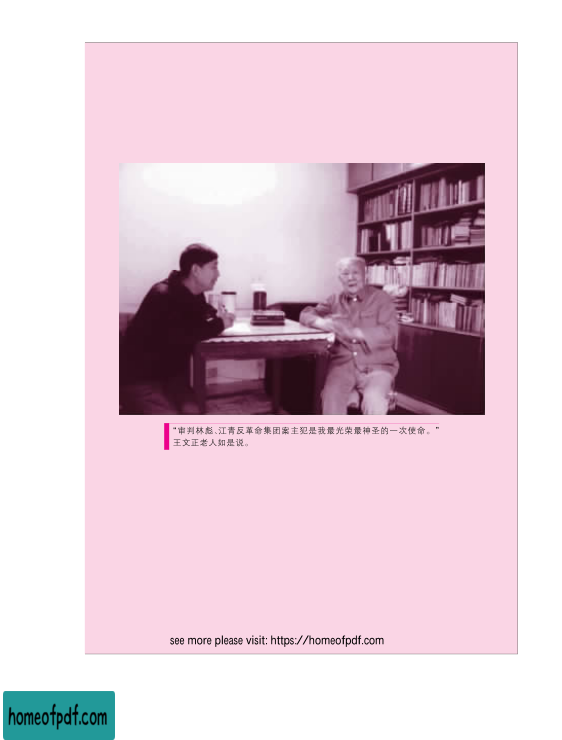 “审判林彪、江青反革命集团案主犯是我最光荣最神圣的一次使命。”
王文正老人如是说。
see more please visit: https://homeofpdf.com
homeofpdf.com